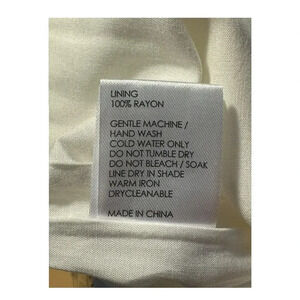 LINING
100% RAYON
GENTLE MACHINE /
HAND WASH
COLD WATER ONLY
DO NOT TUMBLE DRY
DO NOT BLEACH / SOAK
LINE DRY IN SHADE
WARM IRON
DRYCLEANABLE
MADE IN CHINA